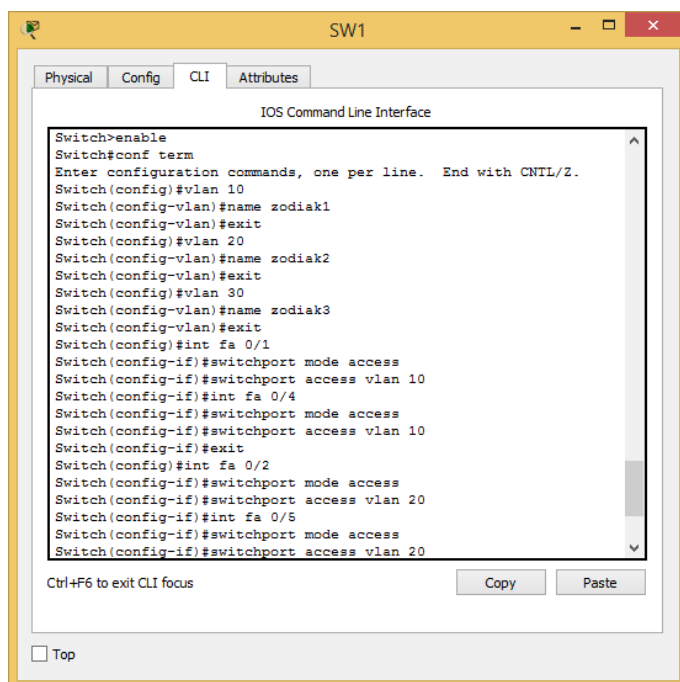 SW1
Physical Config CLI Attributes
IOS Command Line Interface
Switch>enable
Switch#conf term
Enter configuration commands, one per line.  End with CNTL/Z.
Switch(config)#vlan 10
Switch(config-vlan)#name zodiak1
Switch(config-vlan)#exit
Switch(config)#vlan 20
Switch(config-vlan)#name zodiak2
Switch(config-vlan)#exit
Switch(config)#vlan 30
Switch(config-vlan)#name zodiak3
Switch(config-vlan)#exit
Switch(config)#int fa 0/1
Switch(config-if)#switchport mode access
Switch(config-if)#switchport access vlan 10
Switch(config-if)#int fa 0/4
Switch(config-if)#switchport mode access
Switch(config-if)#switchport access vlan 10
Switch(config-if)#exit
Switch(config)#int fa 0/2
Switch(config-if)#switchport mode access
Switch(config-if)#switchport access vlan 20
Switch(config-if)#int fa 0/5
Switch(config-if)#switchport mode access
Switch(config-if)#switchport access vlan 20
Ctrl+F6 to exit CLI focus
Copy Paste
Top